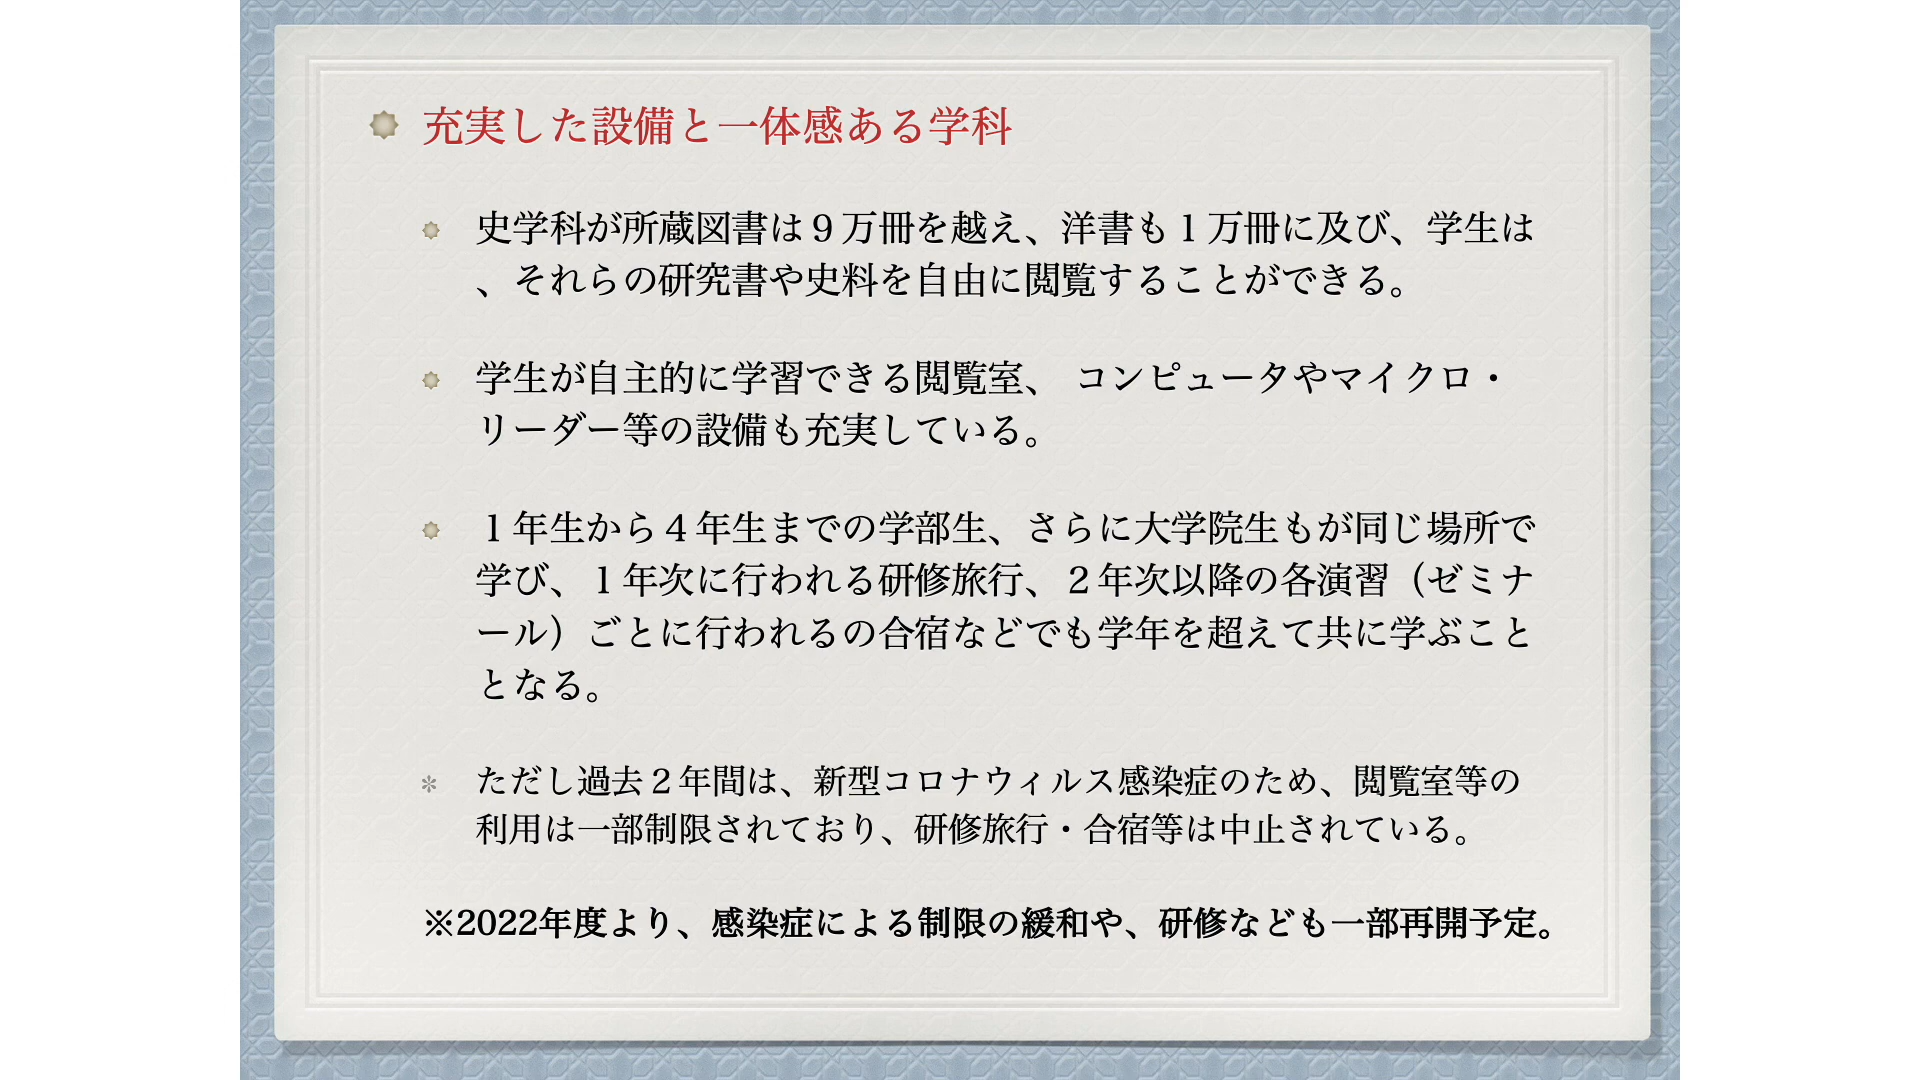 充実した設備と一体感ある学科
史学科が所蔵図書は９万冊を越え、洋書も１万冊に及び、学生は
、それらの研究書や史料を自由に閲覧することができる。
学生が自主的に学習できる閲覧室、 コンピュータやマイクロ・
リーダー等の設備も充実している。
１年生から４年生までの学部生、さらに大学院生もが同じ場所で
学び、１年次に行われる研修旅行、２年次以降の各演習（ゼミナ
ール）ごとに行われるの合宿などでも学年を超えて共に学ぶこと
となる。
＊ ただし過去２年間は、新型コロナウィルス感染症のため、閲覧室等の
利用は一部制限されており、研修旅行・合宿等は中止されている。
※2022年度より、感染症による制限の緩和や、研修なども一部再開予定。